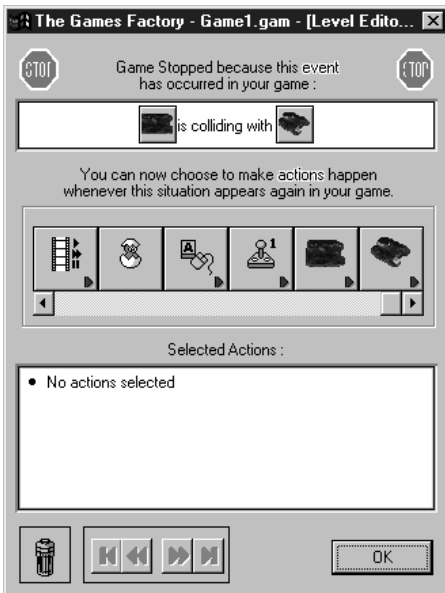 The Games Factory - Game1.gam - [Level Edito...
STOP
Game Stopped because this event
STOP
has occurred in your game :
is colliding with
You can now choose to make actions happen
whenever this situation appears again in your game.
A
1
Selected Actions :
• No actions selected
OK